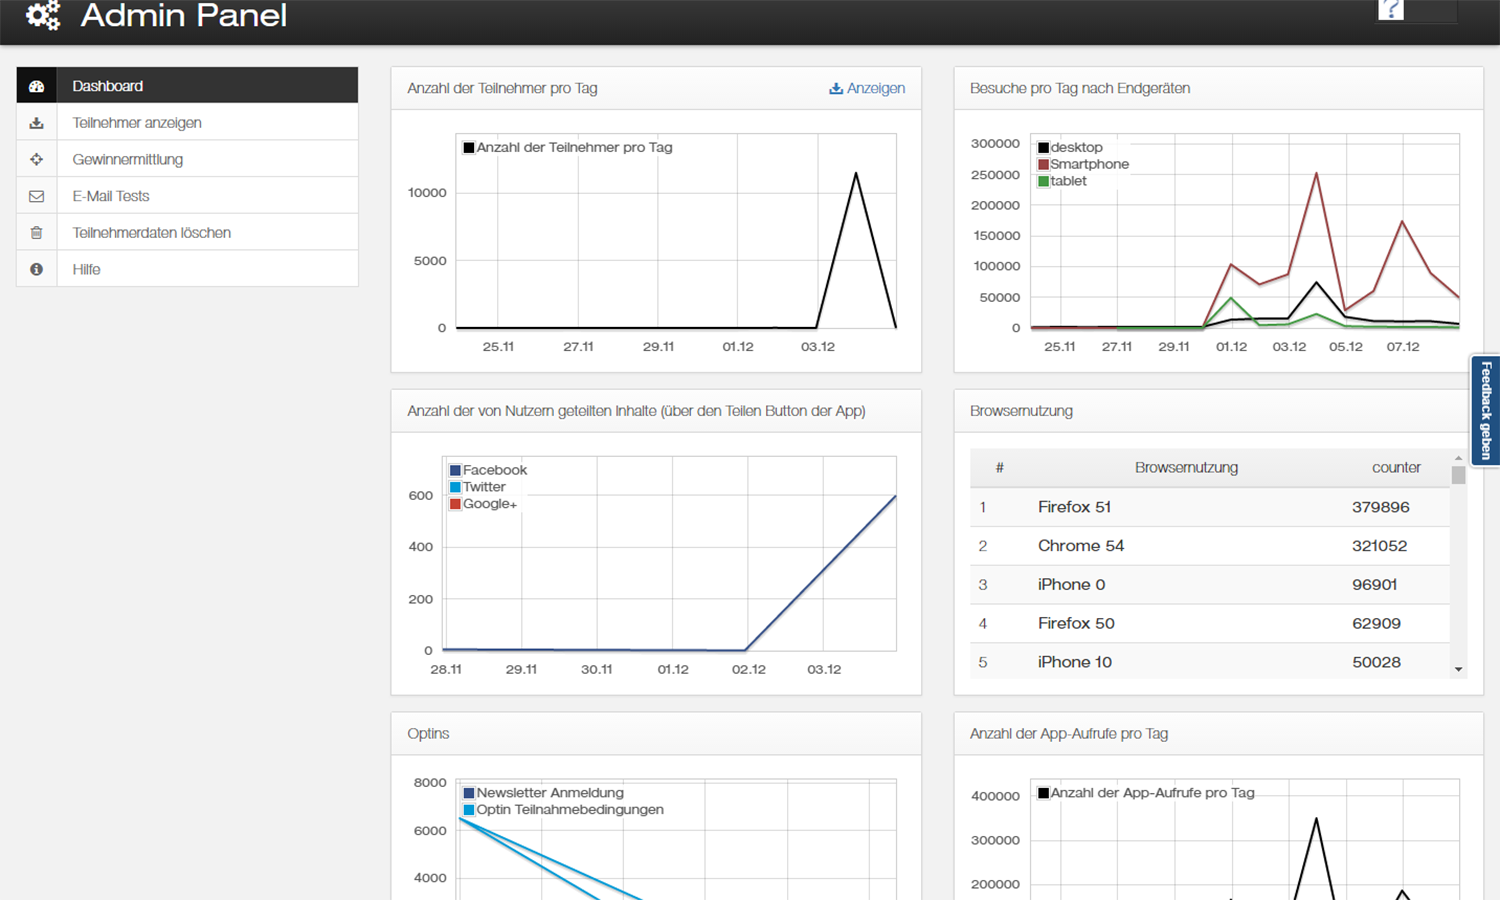 Admin Panel
?
Dashboard
Teilnehmer anzeigen
Gewinnermittlung
E-Mail Tests
Teilnehmerdaten löschen
Hilfe
Anzahl der Teilnehmer pro Tag
Anzeigen
Anzahl der Teilnehmer pro Tag
10000
5000
0
25.11 27.11 29.11 01.12 03.12
Besuche pro Tag nach Endgeräten
desktop
Smartphone
tablet
300000
250000
200000
150000
100000
50000
0
25.11 27.11 29.11 01.12 03.12 05.12 07.12
Feedback geben
Anzahl der von Nutzern geteilten Inhalte (über den Teilen Button der App)
Facebook
Twitter
Google+
600
400
200
0
28.11 29.11 30.11 01.12 02.12 03.12
Browsernutzung
# Browsernutzung counter
1 Firefox 51 379896
2 Chrome 54 321052
3 iPhone 0 96901
4 Firefox 50 62909
5 iPhone 10 50028
Optins
Newsletter Anmeldung
Optin Teilnahmebedingungen
8000
6000
4000
Anzahl der App-Aufrufe pro Tag
Anzahl der App-Aufrufe pro Tag
400000
300000
200000